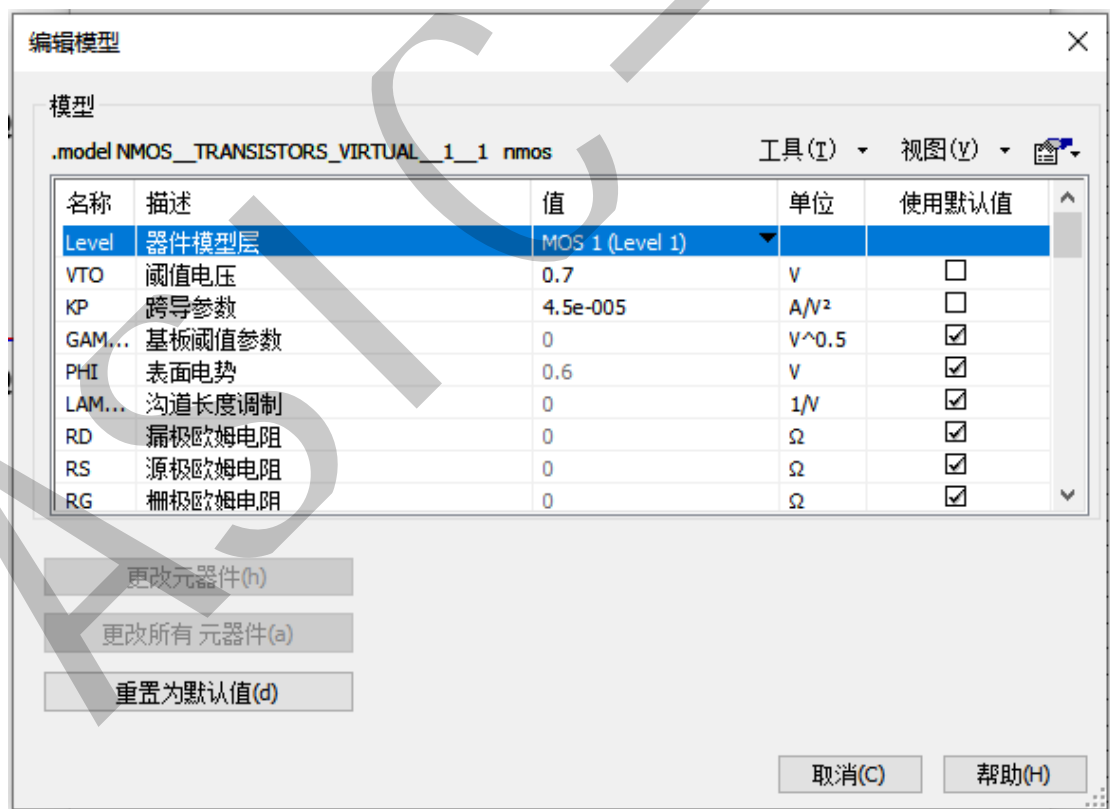 编辑模型
模型
.model NMOS__TRANSISTORS_VIRTUAL__1__1 nmos 工具(T) 视图(V)
名称 描述 值 单位 使用默认值
Level 器件模型层 MOS 1 (Level 1)
VTO 阈值电压 0.7 V
KP 跨导参数 4.5e-005 A/V²
GAM... 基板阈值参数 0 V^0.5
PHI 表面电势 0.6 V
LAM... 沟道长度调制 0 1/V
RD 漏极欧姆电阻 0 Ω
RS 源极欧姆电阻 0 Ω
RG 栅极欧姆电阻 0 Ω
更改元器件(h)
更改所有 元器件(a)
重置为默认值(d)
取消(C) 帮助(H)
ASIC-